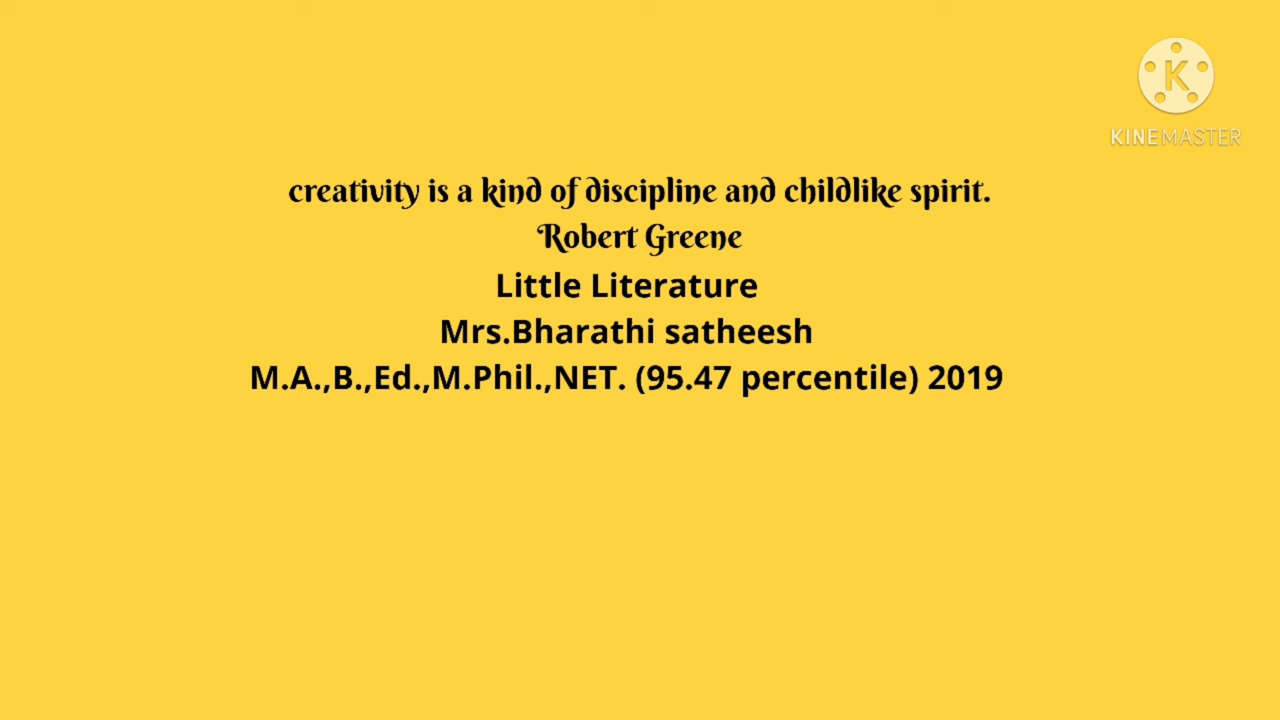 KINEMASTER
creativity is a kind of discipline and childlike spirit.
Robert Greene
Little Literature
Mrs.Bharathi satheesh
M.A.,B.,Ed.,M.Phil.,NET. (95.47 percentile) 2019